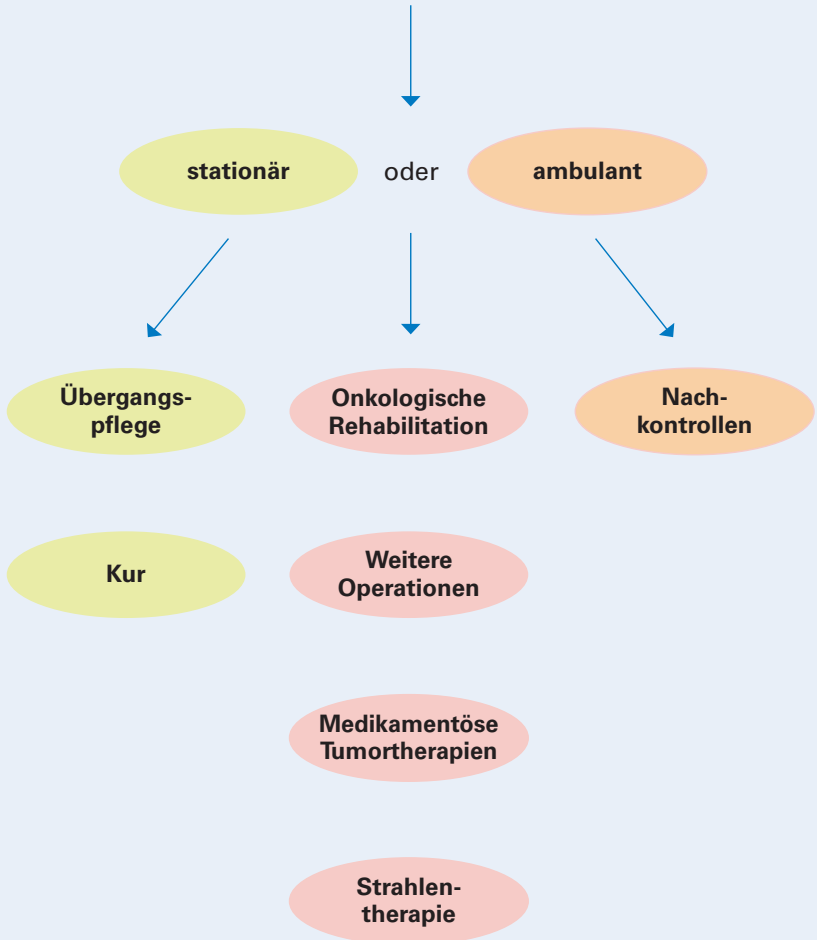 stationär oder ambulant
Übergangs-
pflege
Onkologische
Rehabilitation
Nach-
kontrollen
Kur
Weitere
Operationen
Medikamentöse
Tumortherapien
Strahlen-
therapie